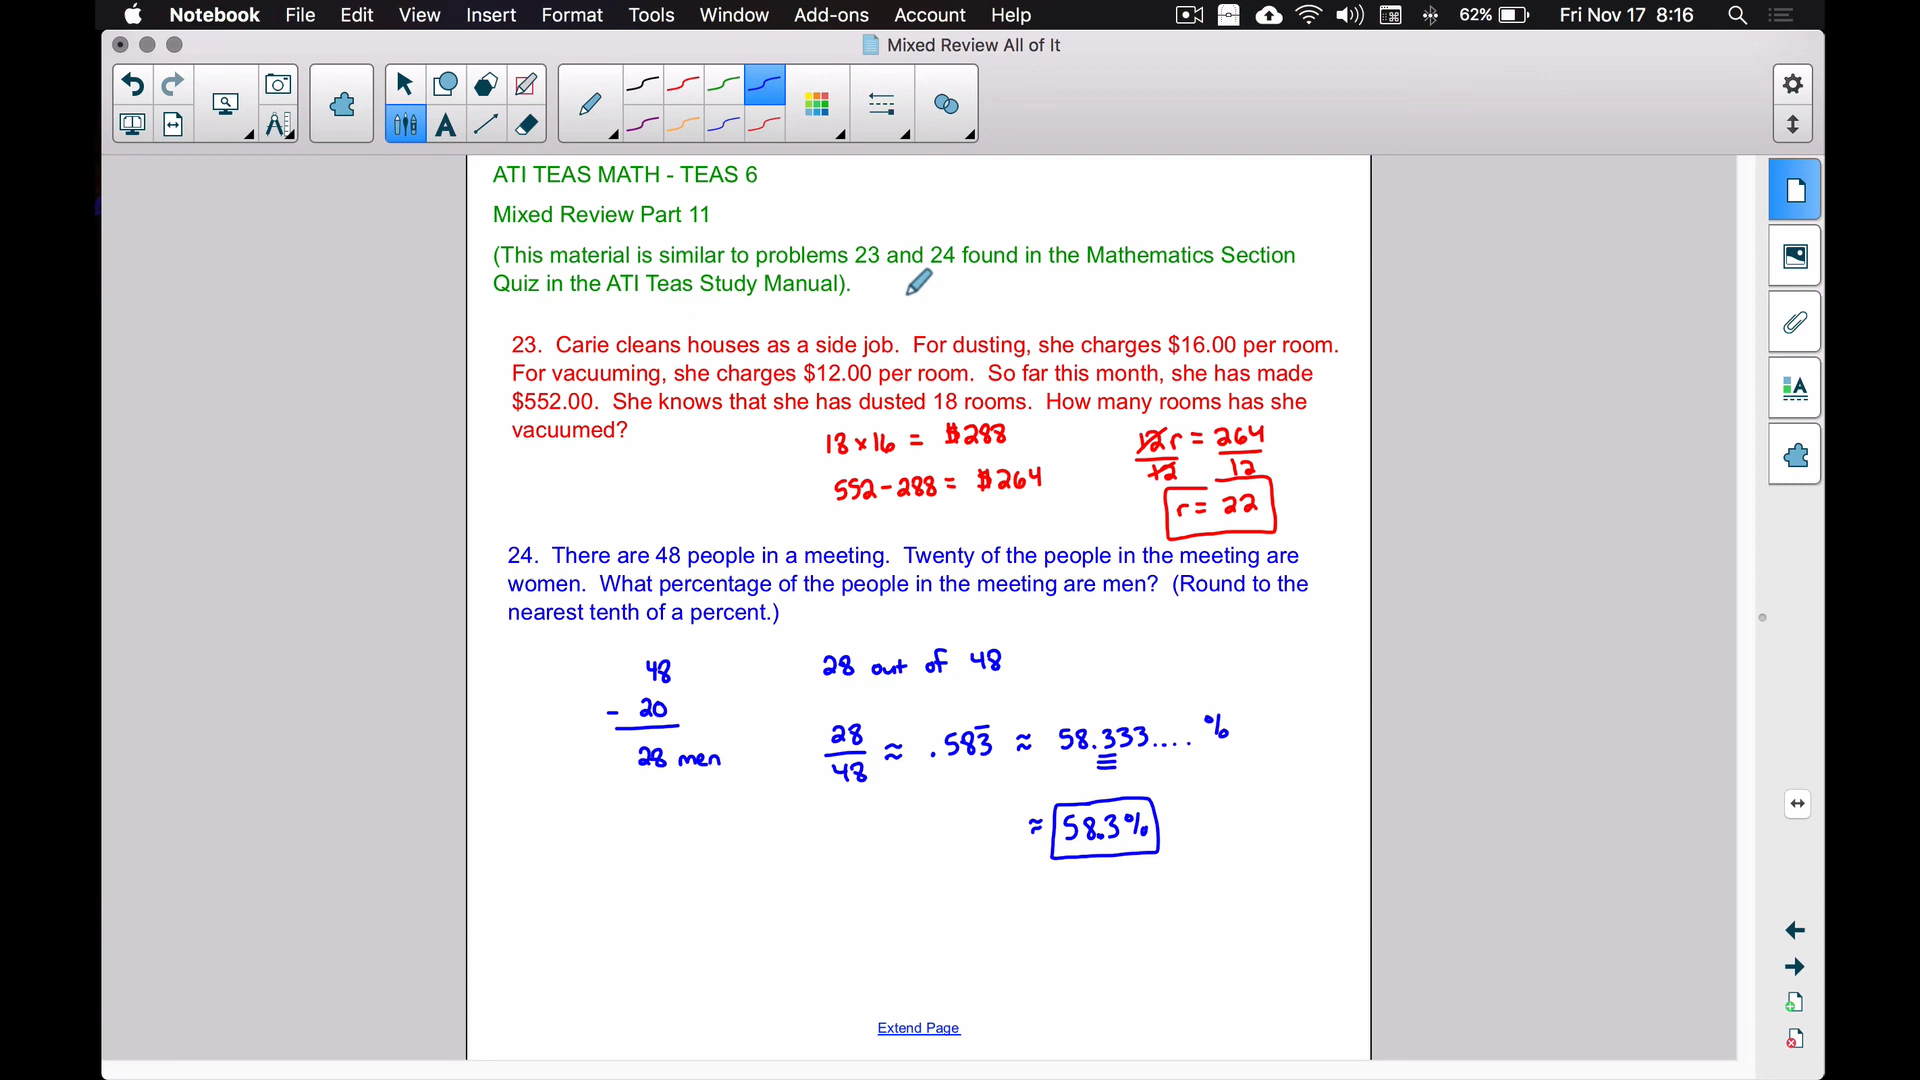 Notebook File Edit View Insert Format Tools Window Add-ons Account Help 62% Fri Nov 17 8:16
Mixed Review All of It
ATI TEAS MATH - TEAS 6
Mixed Review Part 11
(This material is similar to problems 23 and 24 found in the Mathematics Section
Quiz in the ATI Teas Study Manual).
23. Carie cleans houses as a side job. For dusting, she charges $16.00 per room.
For vacuuming, she charges $12.00 per room. So far this month, she has made
$552.00. She knows that she has dusted 18 rooms. How many rooms has she
vacuumed?
18 × 16 = $288
552 - 288 = $264
12r = 264
12 12
r = 22
24. There are 48 people in a meeting. Twenty of the people in the meeting are
women. What percentage of the people in the meeting are men? (Round to the
nearest tenth of a percent.)
48
- 20
28 men
28 out of 48
28/48 ≈ .583̅ ≈ 58.333.... %
≈ 58.3%
Extend Page